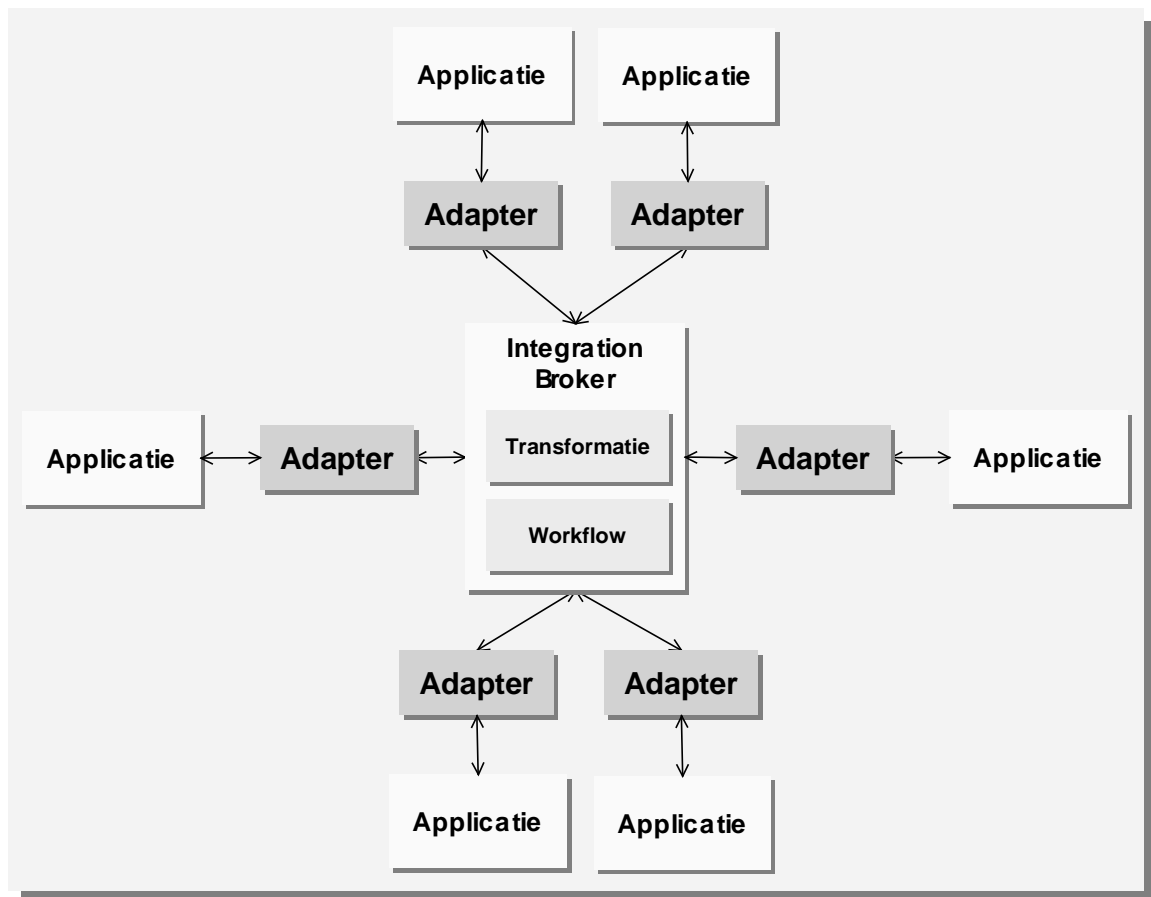 Applicatie
Applicatie
Adapter
Adapter
Integration
Broker
Applicatie
Adapter
Transformatie
Adapter
Applicatie
Workflow
Adapter
Adapter
Applicatie
Applicatie